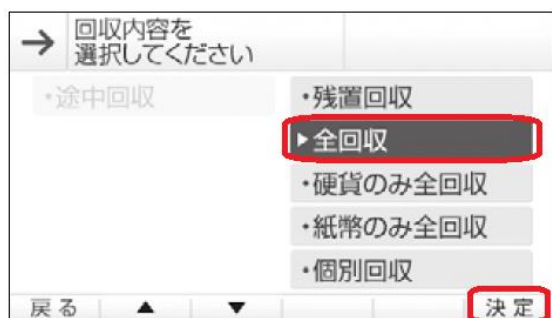 → 回収内容を
選択してください
・途中回収
・残置回収
▶全回収
・硬貨のみ全回収
・紙幣のみ全回収
・個別回収
戻る ▲ ▼ 決定